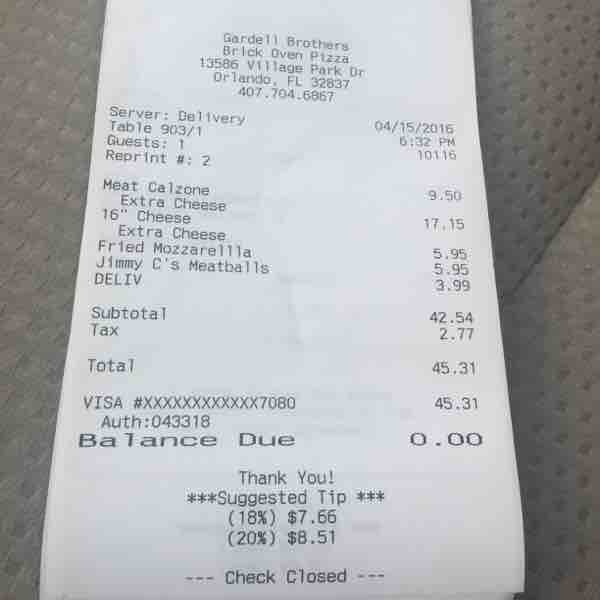 Gardell Brothers
Brick Oven Pizza
13586 Village Park Dr
Orlando, FL 32837
407.704.6867
Server: Delivery 04/15/2016
Table 903/1 6:32 PM
Guests: 1 10116
Reprint #: 2
Meat Calzone 9.50
Extra Cheese
16" Cheese 17.15
Extra Cheese
Fried Mozzarellla 5.95
Jimmy C's Meatballs 5.95
DELIV 3.99
Subtotal 42.54
Tax 2.77
Total 45.31
VISA #XXXXXXXXXXXX7080 45.31
Auth:043318
Balance Due 0.00
Thank You!
***Suggested Tip ***
(18%) $7.66
(20%) $8.51
--- Check Closed ---